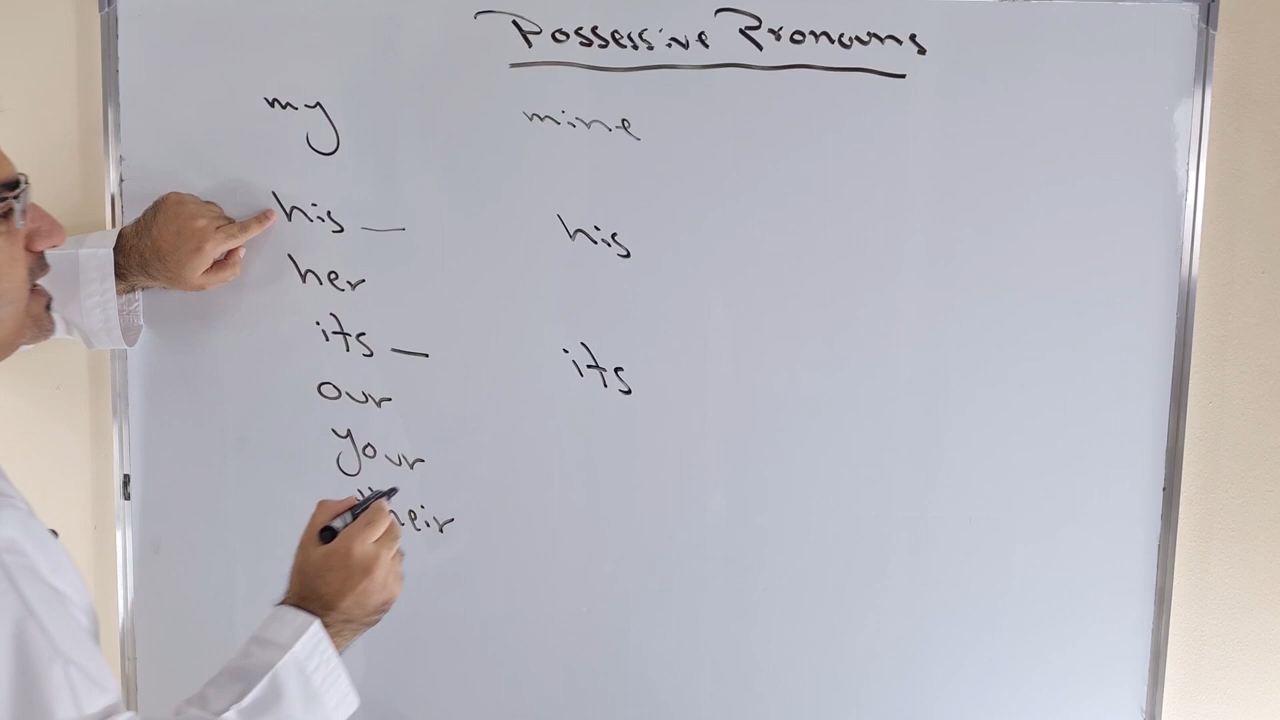 Possessive Pronouns
my mine
his _ his
her
its _ its
our
your
their